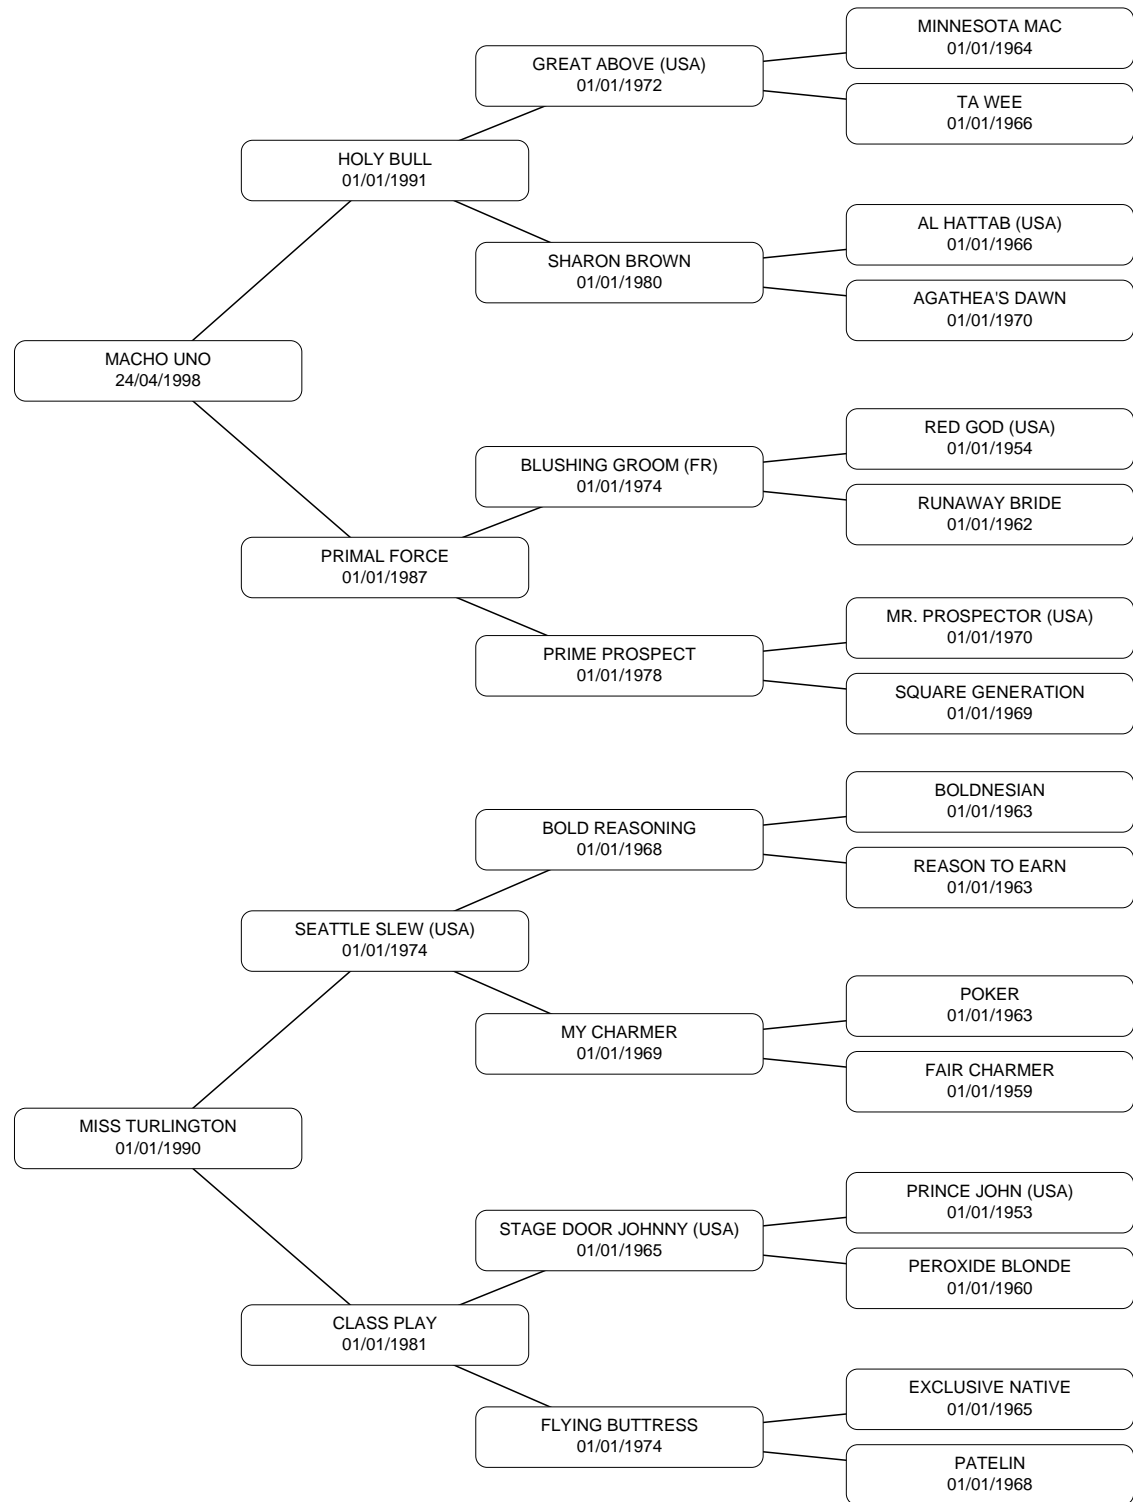 MINNESOTA MAC
01/01/1964
GREAT ABOVE (USA)
01/01/1972
TA WEE
01/01/1966
HOLY BULL
01/01/1991
AL HATTAB (USA)
01/01/1966
SHARON BROWN
01/01/1980
AGATHEA'S DAWN
01/01/1970
MACHO UNO
24/04/1998
RED GOD (USA)
01/01/1954
BLUSHING GROOM (FR)
01/01/1974
RUNAWAY BRIDE
01/01/1962
PRIMAL FORCE
01/01/1987
MR. PROSPECTOR (USA)
01/01/1970
PRIME PROSPECT
01/01/1978
SQUARE GENERATION
01/01/1969
BOLDNESIAN
01/01/1963
BOLD REASONING
01/01/1968
REASON TO EARN
01/01/1963
SEATTLE SLEW (USA)
01/01/1974
POKER
01/01/1963
MY CHARMER
01/01/1969
FAIR CHARMER
01/01/1959
MISS TURLINGTON
01/01/1990
PRINCE JOHN (USA)
01/01/1953
STAGE DOOR JOHNNY (USA)
01/01/1965
PEROXIDE BLONDE
01/01/1960
CLASS PLAY
01/01/1981
EXCLUSIVE NATIVE
01/01/1965
FLYING BUTTRESS
01/01/1974
PATELIN
01/01/1968